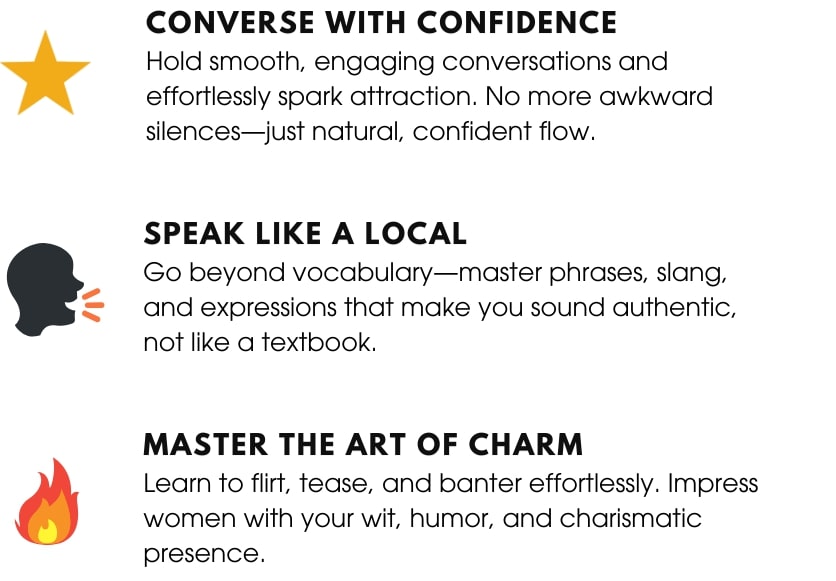 CONVERSE WITH CONFIDENCE
Hold smooth, engaging conversations and
effortlessly spark attraction. No more awkward
silences—just natural, confident flow.
SPEAK LIKE A LOCAL
Go beyond vocabulary—master phrases, slang,
and expressions that make you sound authentic,
not like a textbook.
MASTER THE ART OF CHARM
Learn to flirt, tease, and banter effortlessly. Impress
women with your wit, humor, and charismatic
presence.